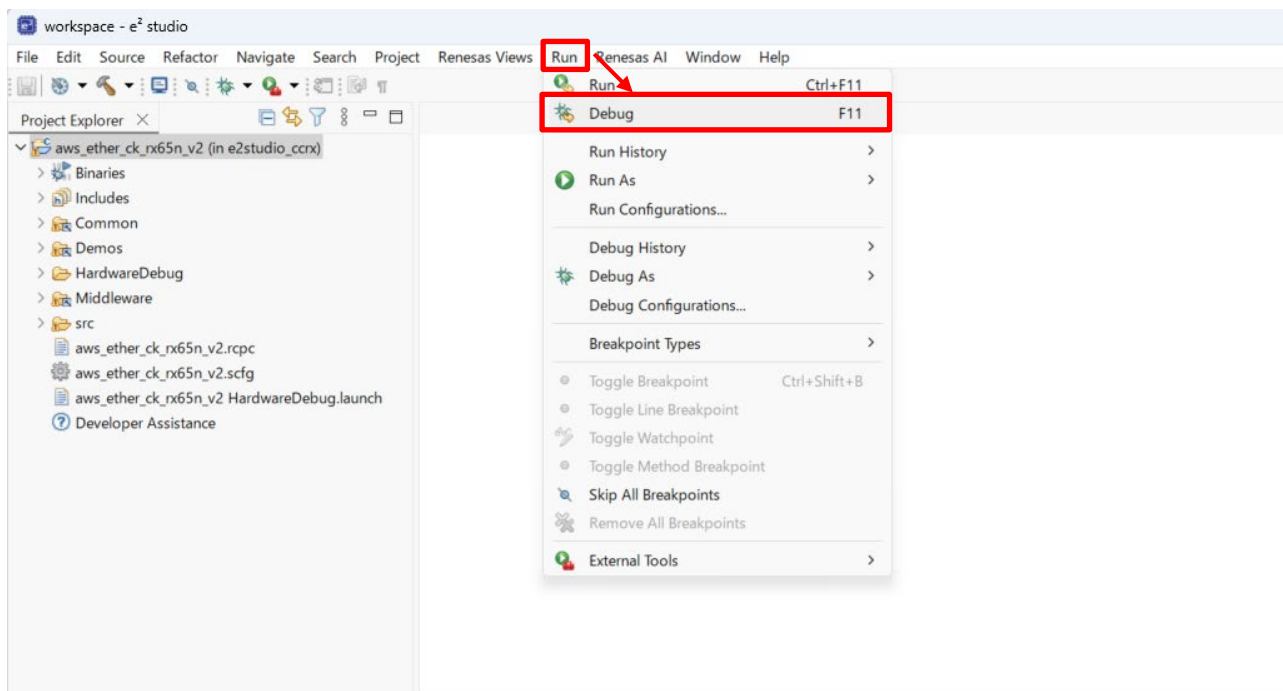 workspace - e² studio
File Edit Source Refactor Navigate Search Project Renesas Views Run Renesas AI Window Help
Project Explorer
aws_ether_ck_rx65n_v2 (in e2studio_ccrx)
Binaries
Includes
Common
Demos
HardwareDebug
Middleware
src
aws_ether_ck_rx65n_v2.rcpc
aws_ether_ck_rx65n_v2.scfg
aws_ether_ck_rx65n_v2 HardwareDebug.launch
Developer Assistance
Run Ctrl+F11
Debug F11
Run History
Run As
Run Configurations...
Debug History
Debug As
Debug Configurations...
Breakpoint Types
Toggle Breakpoint Ctrl+Shift+B
Toggle Line Breakpoint
Toggle Watchpoint
Toggle Method Breakpoint
Skip All Breakpoints
Remove All Breakpoints
External Tools